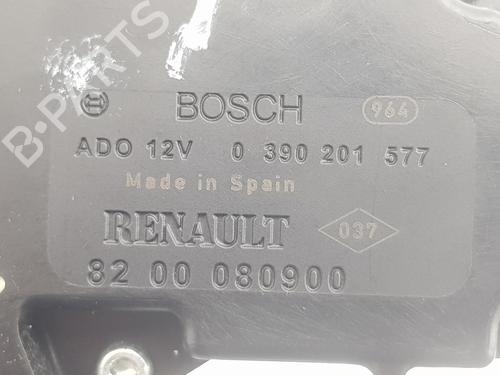 B-PARTS
BOSCH 964
ADO 12V 0 390 201 577
Made in Spain
RENAULT 037
82 00 080900